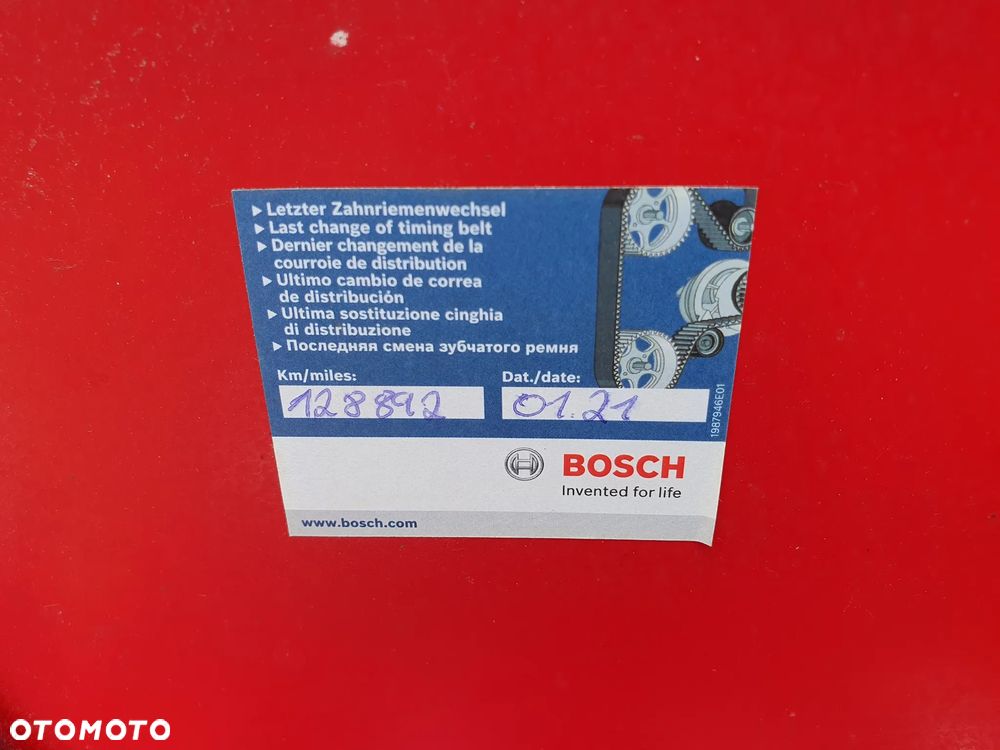 ▶ Letzter Zahnriemenwechsel
▶ Last change of timing belt
▶ Dernier changement de la
courroie de distribution
▶ Ultimo cambio de correa
de distribución
▶ Ultima sostituzione cinghia
di distribuzione
▶ Последняя смена зубчатого ремня
Km/miles: Dat./date:
128892 01.21
1987946E01
BOSCH
Invented for life
www.bosch.com
OTOMOTO